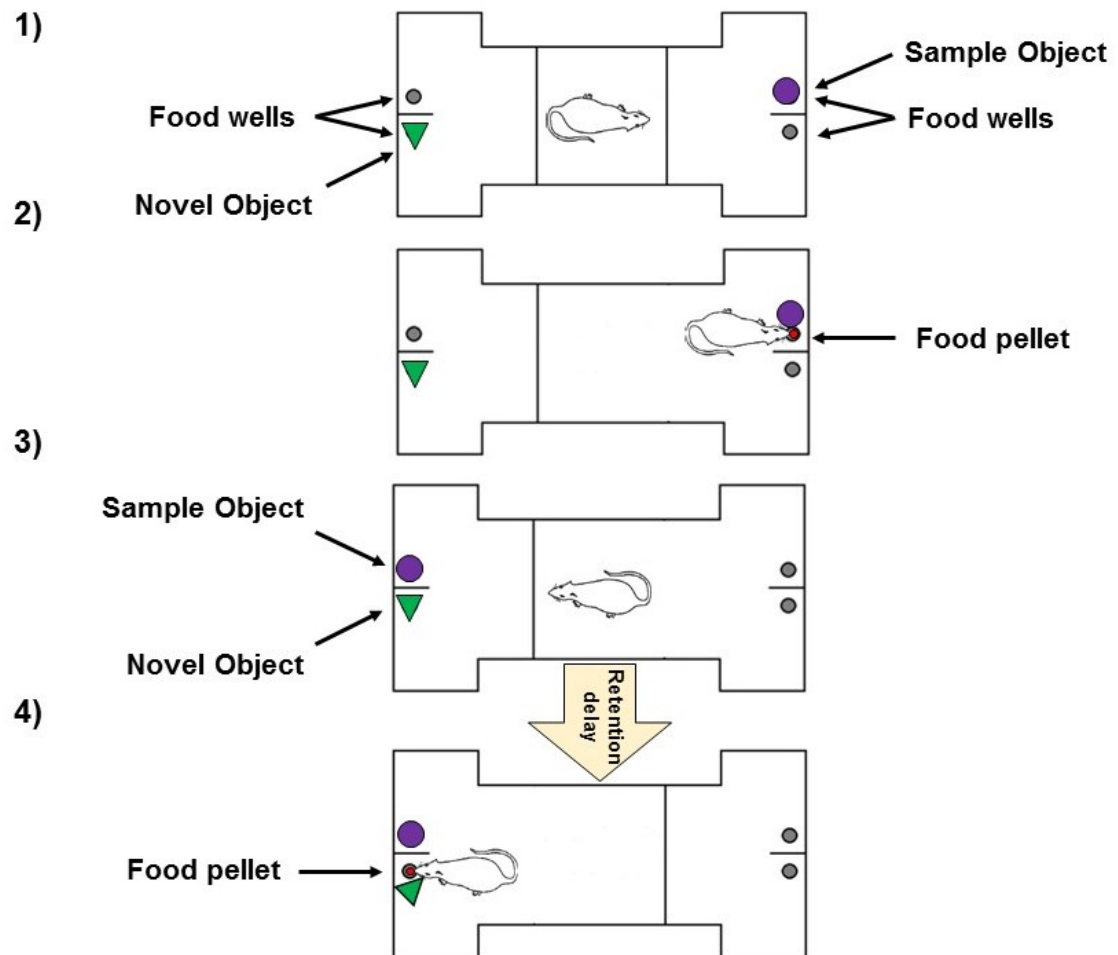 1)
Sample Object
Food wells
Food wells
Novel Object
2)
Food pellet
3)
Sample Object
Novel Object
Retention
delay
4)
Food pellet